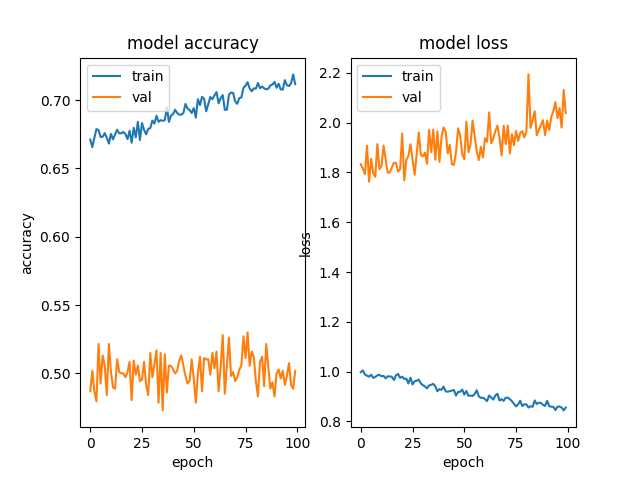 model accuracy
train
val
0.70
0.65
0.60
0.55
0.50
accuracy
0
25
50
75
100
epoch
model loss
train
val
2.2
2.0
1.8
1.6
1.4
1.2
1.0
0.8
loss
0
25
50
75
100
epoch